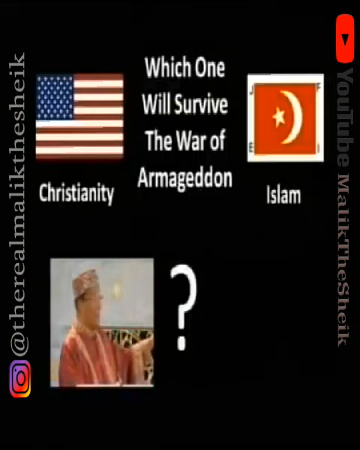 Which One
Will Survive
The War of
Armageddon
Christianity
J F
E I
Islam
?
@therealmalikthesheik
YouTube MalikTheSheik